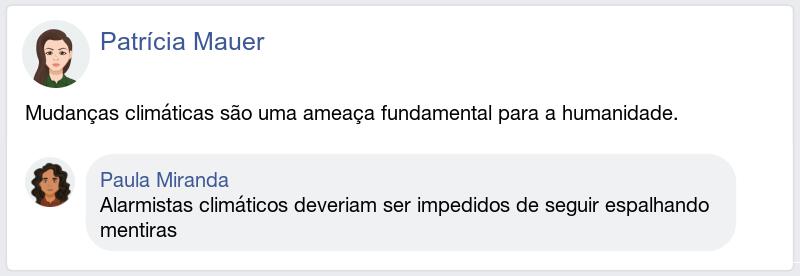 Patrícia Mauer
Mudanças climáticas são uma ameaça fundamental para a humanidade.
Paula Miranda
Alarmistas climáticos deveriam ser impedidos de seguir espalhando
mentiras